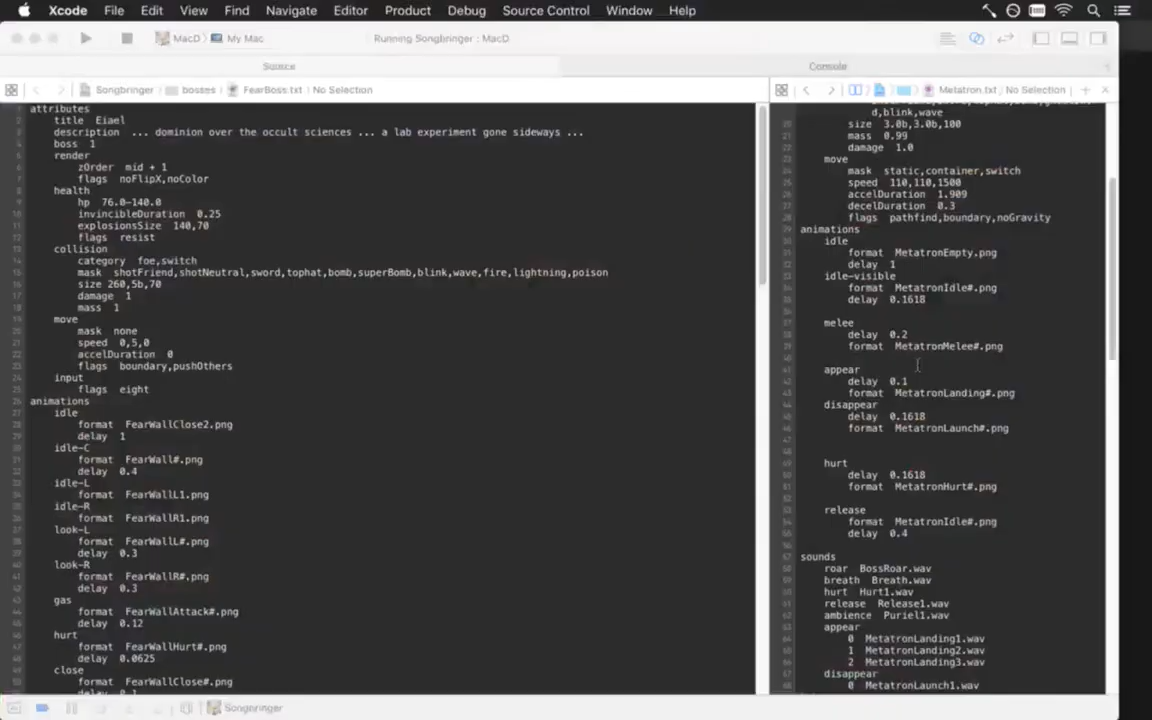 Xcode File Edit View Find Navigate Editor Product Debug Source Control Window Help
MacD My Mac Running Songbringer : MacD
Source Console
Songbringer bosses FearBoss.txt No Selection
attributes
title Eiael
description ... dominion over the occult sciences ... a lab experiment gone sideways ...
boss 1
render
zOrder mid + 1
flags noFlipX,noColor
health
hp 76.0-140.0
invincibleDuration 0.25
explosionsSize 140,70
flags resist
collision
category foe,switch
mask shotFriend,shotNeutral,sword,tophat,bomb,superBomb,blink,wave,fire,lightning,poison
size 260,5b,70
damage 1
mass 1
move
mask none
speed 0,5,0
accelDuration 0
flags boundary,pushOthers
input
flags eight
animations
idle
format FearWallClose2.png
delay 1
idle-C
format FearWall#.png
delay 0.4
idle-L
format FearWallL1.png
idle-R
format FearWallR1.png
look-L
format FearWallL#.png
delay 0.3
look-R
format FearWallR#.png
delay 0.3
gas
format FearWallAttack#.png
delay 0.12
hurt
format FearWallHurt#.png
delay 0.0625
close
format FearWallClose#.png
Metatron.txt No Selection
d,blink,wave
size 3.0b,3.0b,100
mass 0.99
damage 1.0
move
mask static,container,switch
speed 110,110,1500
accelDuration 1.909
decelDuration 0.3
flags pathfind,boundary,noGravity
animations
idle
format MetatronEmpty.png
delay 1
idle-visible
format MetatronIdle#.png
delay 0.1618
melee
delay 0.2
format MetatronMelee#.png
appear
delay 0.1
format MetatronLanding#.png
disappear
delay 0.1618
format MetatronLaunch#.png
hurt
delay 0.1618
format MetatronHurt#.png
release
format MetatronIdle#.png
delay 0.4
sounds
roar BossRoar.wav
breath Breath.wav
hurt Hurt1.wav
release Release1.wav
ambience Puriel1.wav
appear
0 MetatronLanding1.wav
1 MetatronLanding2.wav
2 MetatronLanding3.wav
disappear
0 MetatronLaunch1.wav
Songbringer